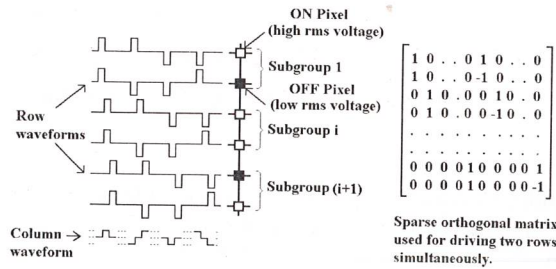 ON Pixel
(high rms voltage)
Subgroup 1
OFF Pixel
(low rms voltage)
Row
waveforms
Subgroup i
Subgroup (i+1)
Column
waveform
1 0 . . 0 1 0 . . 0
1 0 . . 0 -1 0 . . 0
0 1 0 . 0 0 1 0 . 0
0 1 0 . 0 0 -1 0 . 0
. . . . . . . . . .
. . . . . . . . . .
0 0 0 0 1 0 0 0 0 1
0 0 0 0 1 0 0 0 0 -1
Sparse orthogonal matrix
used for driving two rows
simultaneously.